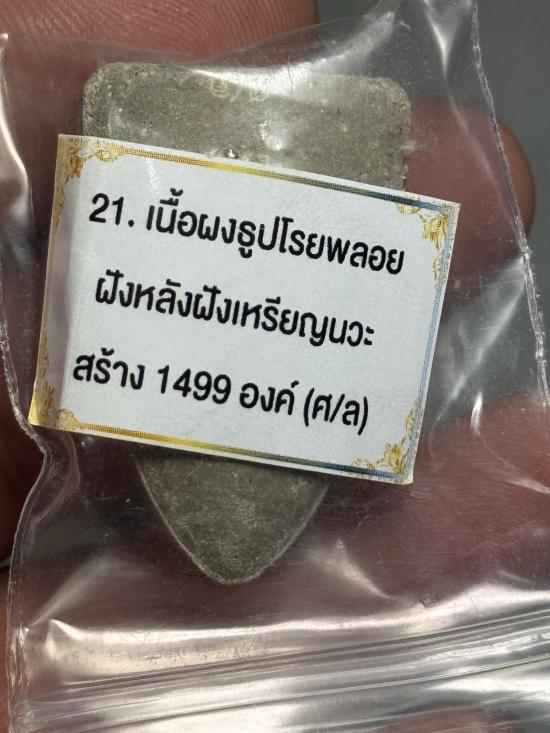 21. เนื้อผงธูปโรยพลอย
ฝังหลังฝังเหรียญนวะ
สร้าง 1499 องค์ (ศ/ล)